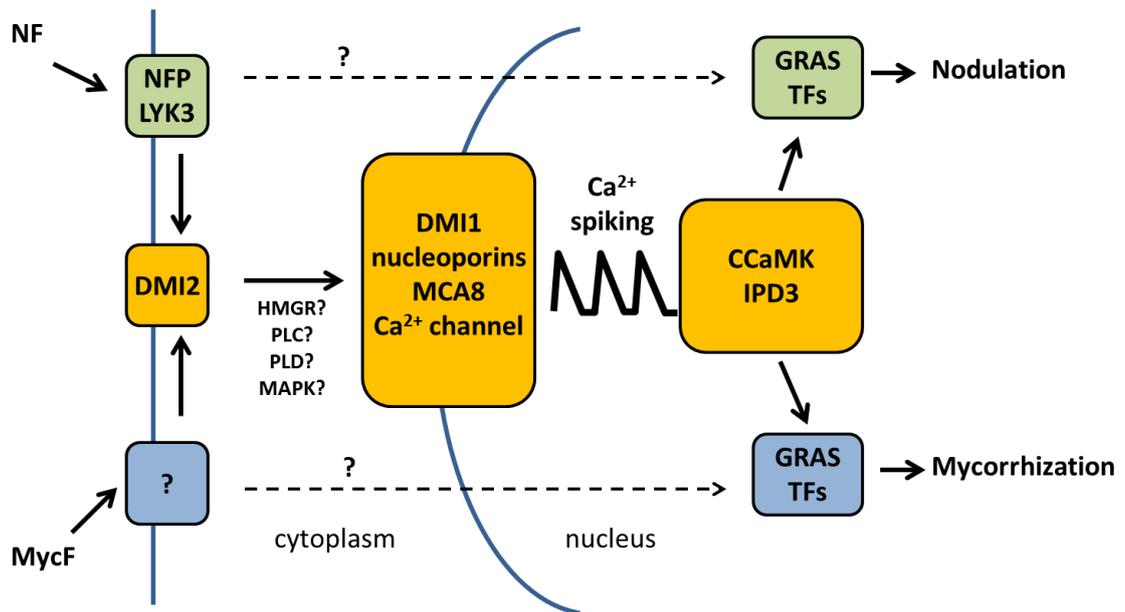 NF
NFP
LYK3
?
GRAS
TFs
Nodulation
DMI2
HMGR?
PLC?
PLD?
MAPK?
DMI1
nucleoporins
MCA8
Ca²⁺ channel
Ca²⁺
spiking
CCaMK
IPD3
?
MycF
?
GRAS
TFs
Mycorrhization
cytoplasm
nucleus